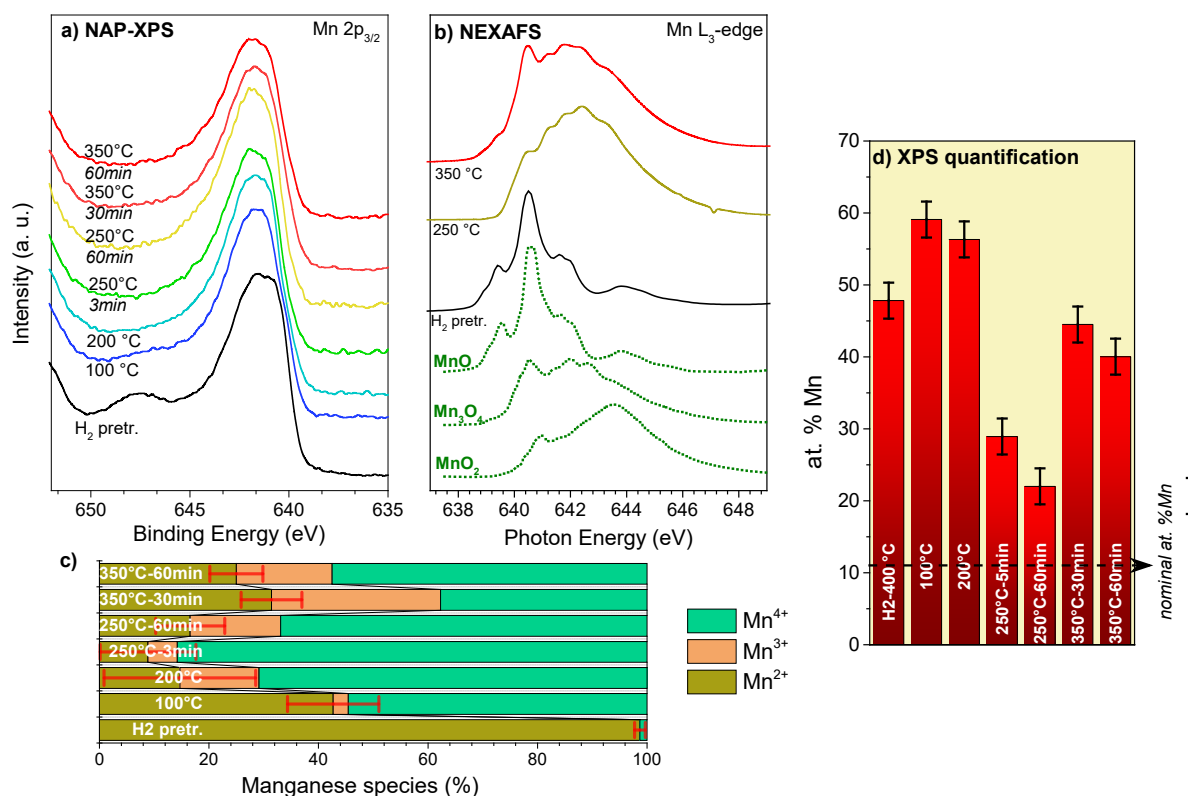 a) NAP-XPS
Mn 2p3/2
350°C
60min
350°C
30min
250°C
60min
250°C
3min
200 °C
100 °C
H2 pretr.
Intensity (a. u.)
650
645
640
635
Binding Energy (eV)
b) NEXAFS
Mn L3-edge
350 °C
250 °C
H2 pretr.
MnO
Mn3O4
MnO2
638
640
642
644
646
648
Photon Energy (eV)
c)
350°C-60min
350°C-30min
250°C-60min
250°C-3min
200°C
100°C
H2 pretr.
0
20
40
60
80
100
Manganese species (%)
Mn4+
Mn3+
Mn2+
d) XPS quantification
at. % Mn
70
60
50
40
30
20
10
0
H2-400 °C
100°C
200°C
250°C-5min
250°C-60min
350°C-30min
350°C-60min
nominal at. %Mn